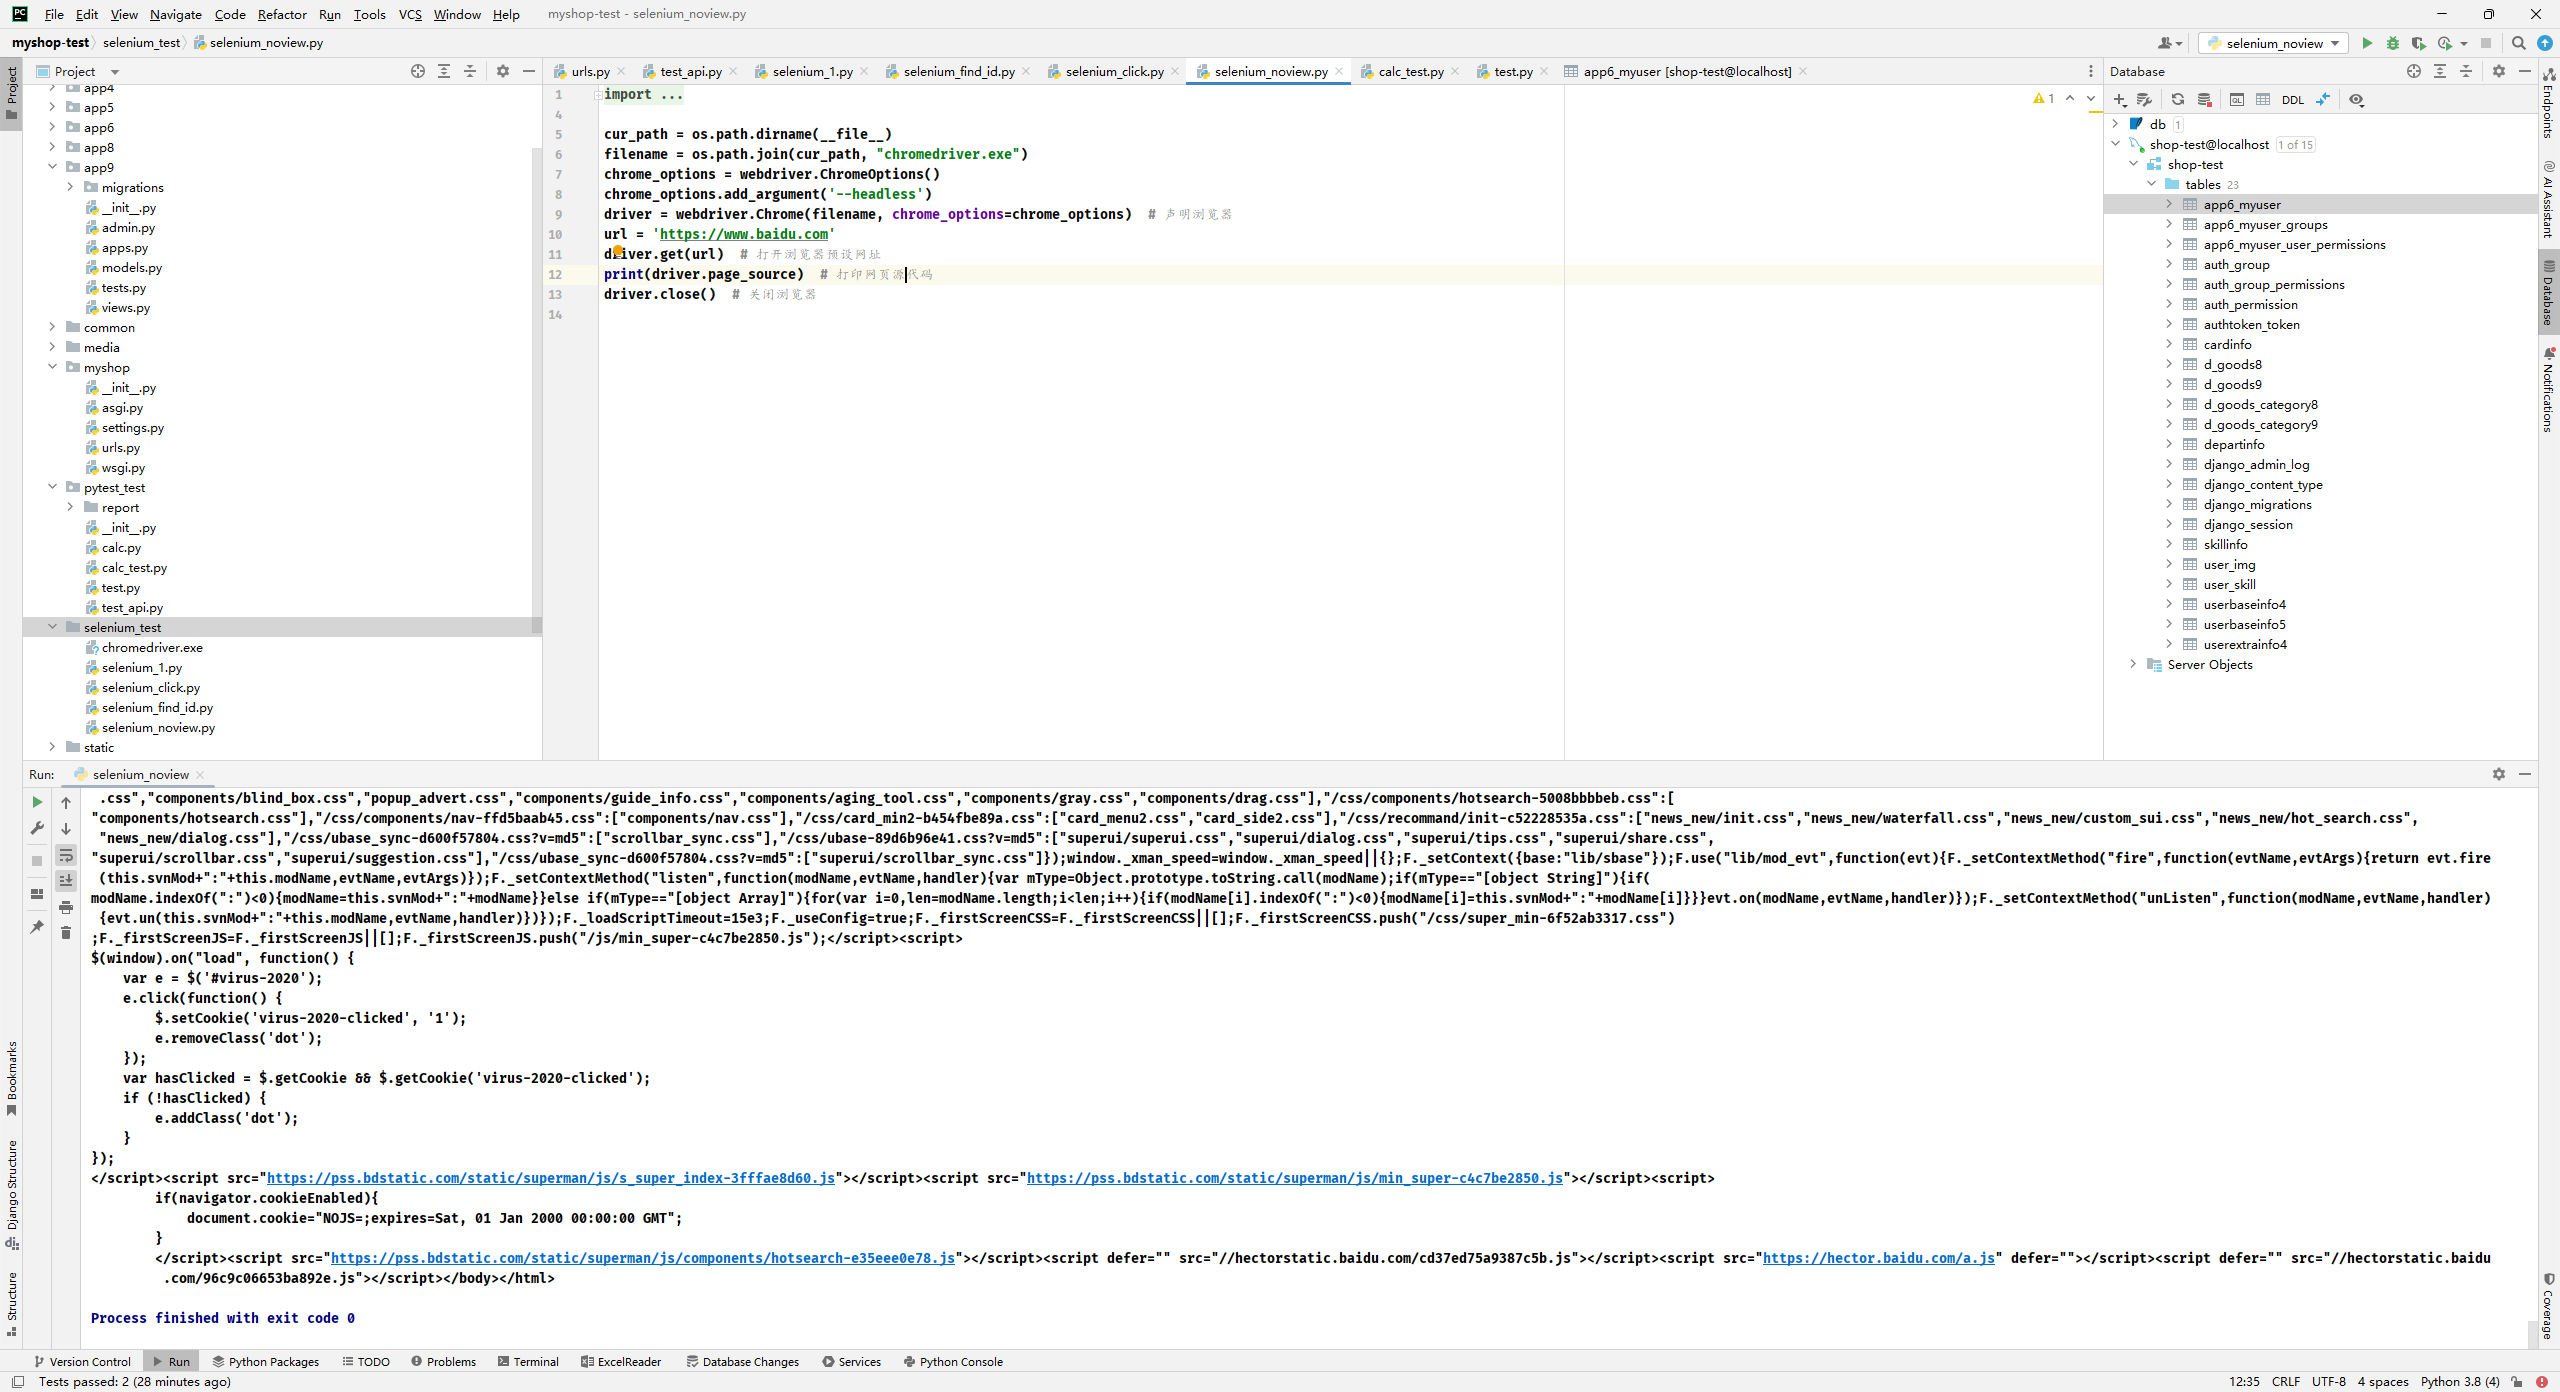 File Edit View Navigate Code Refactor Run Tools VCS Window Help myshop-test - selenium_noview.py
myshop-test selenium_test selenium_noview.py
selenium_noview
Project
app4
app5
app6
app8
app9
migrations
__init__.py
admin.py
apps.py
models.py
tests.py
views.py
common
media
myshop
__init__.py
asgi.py
settings.py
urls.py
wsgi.py
pytest_test
report
__init__.py
calc.py
calc_test.py
test.py
test_api.py
selenium_test
chromedriver.exe
selenium_1.py
selenium_click.py
selenium_find_id.py
selenium_noview.py
static
urls.py test_api.py selenium_1.py selenium_find_id.py selenium_click.py selenium_noview.py calc_test.py test.py app6_myuser [shop-test@localhost]
1 import ...
4
5 cur_path = os.path.dirname(__file__)
6 filename = os.path.join(cur_path, "chromedriver.exe")
7 chrome_options = webdriver.ChromeOptions()
8 chrome_options.add_argument('--headless')
9 driver = webdriver.Chrome(filename, chrome_options=chrome_options)  # 声明浏览器
10 url = 'https://www.baidu.com'
11 driver.get(url)  # 打开浏览器预设网址
12 print(driver.page_source)  # 打印网页源代码
13 driver.close()  # 关闭浏览器
14
1
Database
DDL
db 1
shop-test@localhost 1 of 15
shop-test
tables 23
app6_myuser
app6_myuser_groups
app6_myuser_user_permissions
auth_group
auth_group_permissions
auth_permission
authtoken_token
cardinfo
d_goods8
d_goods9
d_goods_category8
d_goods_category9
departinfo
django_admin_log
django_content_type
django_migrations
django_session
skillinfo
user_img
user_skill
userbaseinfo4
userbaseinfo5
userextrainfo4
Server Objects
Project
Bookmarks
Django Structure
Structure
Endpoints
AI Assistant
Database
Notifications
Coverage
Run: selenium_noview
.css","components/blind_box.css","popup_advert.css","components/guide_info.css","components/aging_tool.css","components/gray.css","components/drag.css"],"/css/components/hotsearch-5008bbbbeb.css":[
"components/hotsearch.css"],"/css/components/nav-ffd5baab45.css":["components/nav.css"],"/css/card_min2-b454fbe89a.css":["card_menu2.css","card_side2.css"],"/css/recommand/init-c52228535a.css":["news_new/init.css","news_new/waterfall.css","news_new/custom_sui.css","news_new/hot_search.css",
"news_new/dialog.css"],"/css/ubase_sync-d600f57804.css?v=md5":["scrollbar_sync.css"],"/css/ubase-89d6b96e41.css?v=md5":["superui/superui.css","superui/dialog.css","superui/tips.css","superui/share.css",
"superui/scrollbar.css","superui/suggestion.css"],"/css/ubase_sync-d600f57804.css?v=md5":["superui/scrollbar_sync.css"]});window._xman_speed=window._xman_speed||{};F._setContext({base:"lib/sbase"});F.use("lib/mod_evt",function(evt){F._setContextMethod("fire",function(evtName,evtArgs){return evt.fire
(this.svnMod+":"+this.modName,evtName,evtArgs)});F._setContextMethod("listen",function(modName,evtName,handler){var mType=Object.prototype.toString.call(modName);if(mType=="[object String]"){if(
modName.indexOf(":")<0){modName=this.svnMod+":"+modName}}else if(mType=="[object Array]"){for(var i=0,len=modName.length;i<len;i++){if(modName[i].indexOf(":")<0){modName[i]=this.svnMod+":"+modName[i]}}}evt.on(modName,evtName,handler)});F._setContextMethod("unListen",function(modName,evtName,handler)
{evt.un(this.svnMod+":"+this.modName,evtName,handler)})});F._loadScriptTimeout=15e3;F._useConfig=true;F._firstScreenCSS=F._firstScreenCSS||[];F._firstScreenCSS.push("/css/super_min-6f52ab3317.css")
;F._firstScreenJS=F._firstScreenJS||[];F._firstScreenJS.push("/js/min_super-c4c7be2850.js");</script><script>
$(window).on("load", function() {
var e = $('#virus-2020');
e.click(function() {
$.setCookie('virus-2020-clicked', '1');
e.removeClass('dot');
});
var hasClicked = $.getCookie && $.getCookie('virus-2020-clicked');
if (!hasClicked) {
e.addClass('dot');
}
});
</script><script src="https://pss.bdstatic.com/static/superman/js/s_super_index-3fffae8d60.js"></script><script src="https://pss.bdstatic.com/static/superman/js/min_super-c4c7be2850.js"></script><script>
if(navigator.cookieEnabled){
document.cookie="NOJS=;expires=Sat, 01 Jan 2000 00:00:00 GMT";
}
</script><script src="https://pss.bdstatic.com/static/superman/js/components/hotsearch-e35eee0e78.js"></script><script defer="" src="//hectorstatic.baidu.com/cd37ed75a9387c5b.js"></script><script src="https://hector.baidu.com/a.js" defer=""></script><script defer="" src="//hectorstatic.baidu
.com/96c9c06653ba892e.js"></script></body></html>
Process finished with exit code 0
Version Control Run Python Packages TODO Problems Terminal ExcelReader Database Changes Services Python Console
Tests passed: 2 (28 minutes ago) 12:35 CRLF UTF-8 4 spaces Python 3.8 (4)